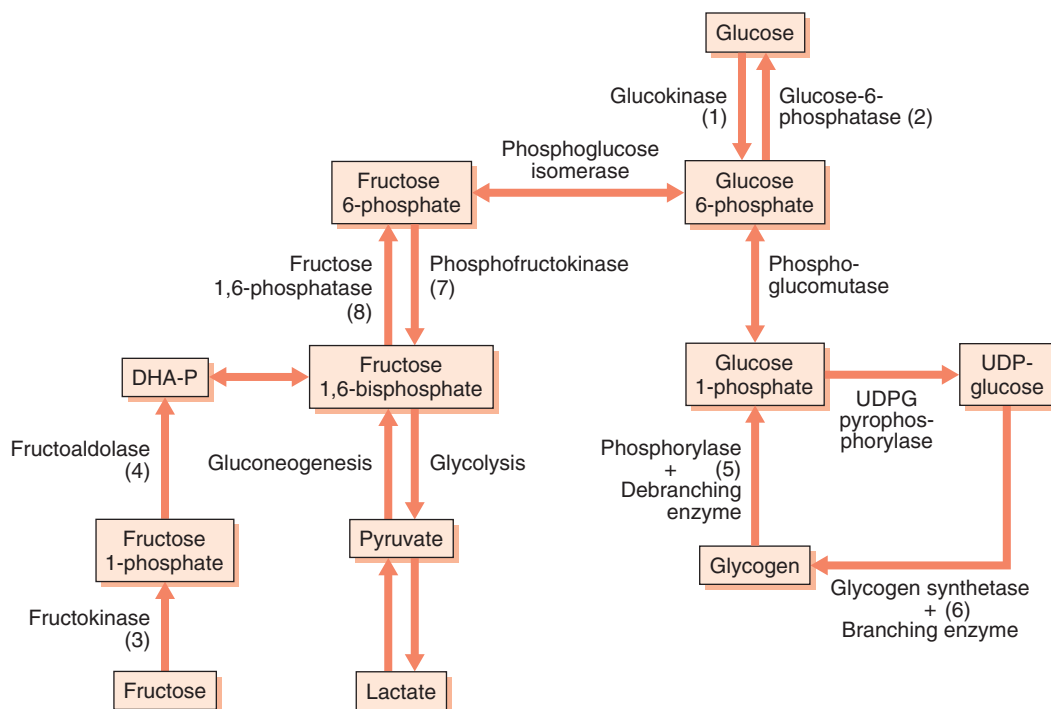 Glucose
Glucokinase
(1)
Glucose-6-
phosphatase (2)
Phosphoglucose
isomerase
Fructose
6-phosphate
Glucose
6-phosphate
Fructose
1,6-phosphatase
(8)
Phosphofructokinase
(7)
Phospho-
glucomutase
DHA-P
Fructose
1,6-bisphosphate
Glucose
1-phosphate
UDP-
glucose
UDPG
pyrophos-
phorylase
Fructoaldolase
(4)
Gluconeogenesis
Glycolysis
Phosphorylase
+ (5)
Debranching
enzyme
Fructose
1-phosphate
Pyruvate
Glycogen
Glycogen synthetase
+ (6)
Branching enzyme
Fructokinase
(3)
Fructose
Lactate